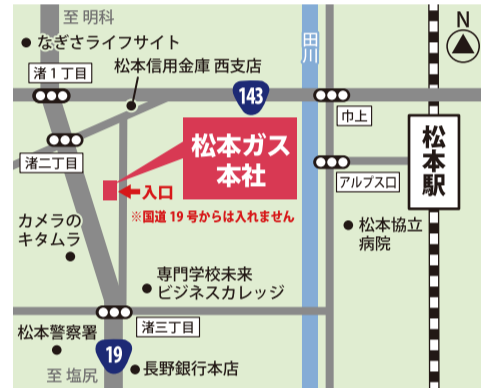 至 明科
N
なぎさライフサイト
田川
渚1丁目
松本信用金庫 西支店
143
巾上
渚二丁目
松本ガス
本社
松本駅
アルプス口
入口
※国道19号からは入れません
カメラの
キタムラ
松本協立
病院
専門学校未来
ビジネスカレッジ
渚三丁目
松本警察署
19
長野銀行本店
至 塩尻